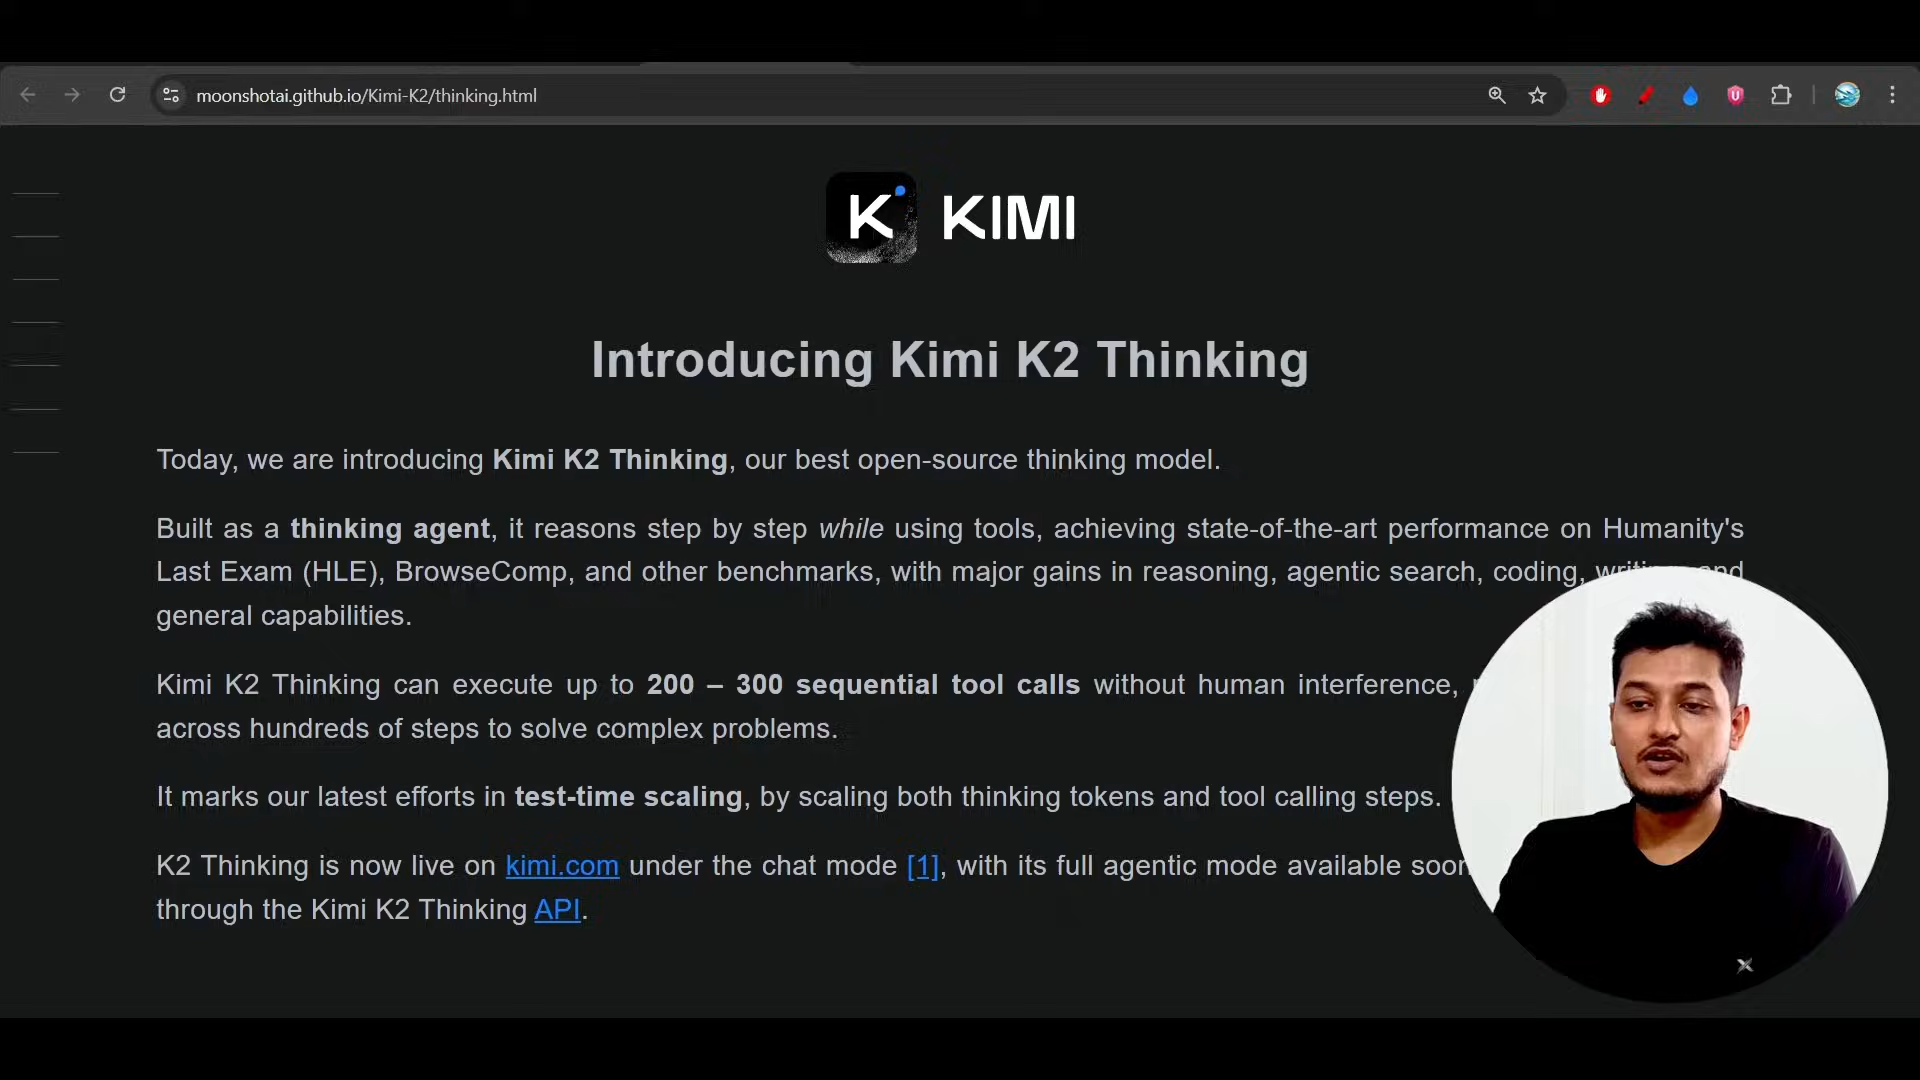 moonshotai.github.io/Kimi-K2/thinking.html
K KIMI
Introducing Kimi K2 Thinking
Today, we are introducing Kimi K2 Thinking, our best open-source thinking model.
Built as a thinking agent, it reasons step by step while using tools, achieving state-of-the-art performance on Humanity's
Last Exam (HLE), BrowseComp, and other benchmarks, with major gains in reasoning, agentic search, coding, and
general capabilities.
Kimi K2 Thinking can execute up to 200 – 300 sequential tool calls without human interference,
across hundreds of steps to solve complex problems.
It marks our latest efforts in test-time scaling, by scaling both thinking tokens and tool calling steps.
K2 Thinking is now live on kimi.com under the chat mode [1], with its full agentic mode available soon
through the Kimi K2 Thinking API.